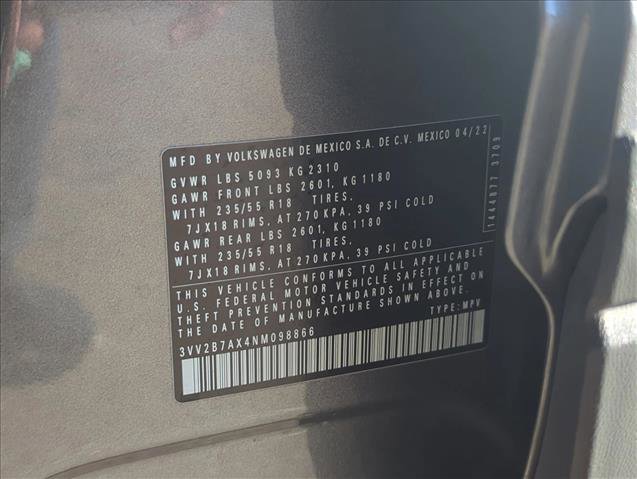 MFD BY VOLKSWAGEN DE MEXICO S.A. DE C.V. MEXICO 04/22
GVWR LBS 5093 KG 2310
GAWR FRONT LBS 2601, KG 1180
WITH 235/55 R18 TIRES,
7JX18 RIMS, AT 270 KPA, 39 PSI COLD
GAWR REAR LBS 2601, KG 1180
WITH 235/55 R18 TIRES,
7JX18 RIMS, AT 270 KPA, 39 PSI COLD
THIS VEHICLE CONFORMS TO ALL APPLICABLE
U.S. FEDERAL MOTOR VEHICLE SAFETY AND
THEFT PREVENTION STANDARDS IN EFFECT ON
THE DATE OF MANUFACTURE SHOWN ABOVE.
3VV2B7AX4NM098866 TYPE: MPV
1444877 3709